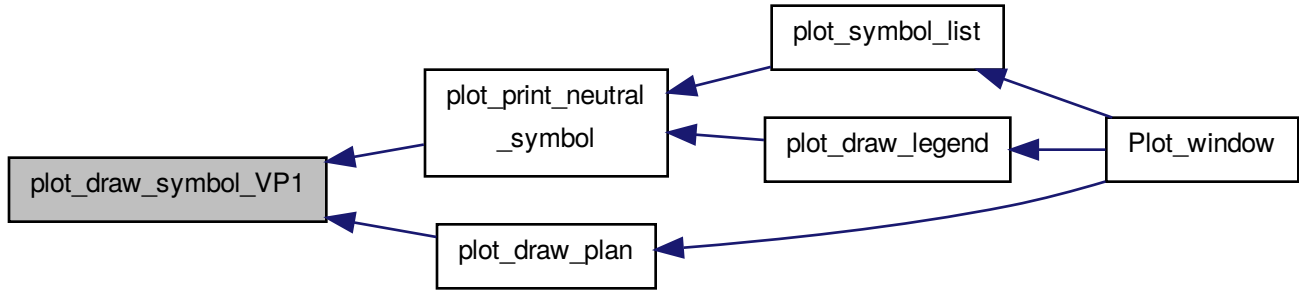 plot_symbol_list
plot_print_neutral
_symbol
plot_draw_legend
Plot_window
plot_draw_symbol_VP1
plot_draw_plan